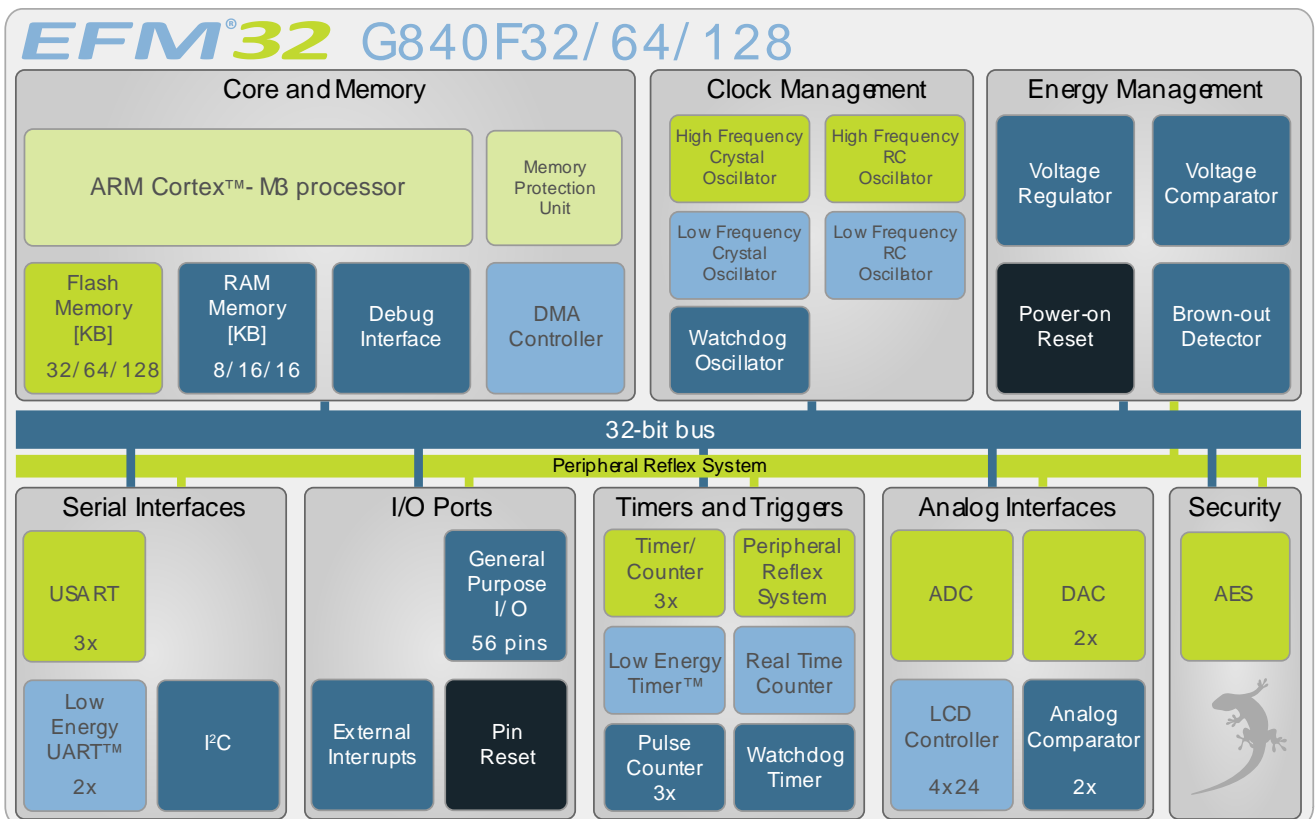 EFM®32 G840F32/64/128
Core and Memory
ARM Cortex™- M3 processor
Memory
Protection
Unit
Flash
Memory
[KB]
32/64/128
RAM
Memory
[KB]
8/16/16
Debug
Interface
DMA
Controller
Clock Management
High Frequency
Crystal
Oscillator
High Frequency
RC
Oscillator
Low Frequency
Crystal
Oscillator
Low Frequency
RC
Oscillator
Watchdog
Oscillator
Energy Management
Voltage
Regulator
Voltage
Comparator
Power-on
Reset
Brown-out
Detector
32-bit bus
Peripheral Reflex System
Serial Interfaces
USART
3x
Low
Energy
UART™
2x
I²C
I/O Ports
General
Purpose
I/O
56 pins
External
Interrupts
Pin
Reset
Timers and Triggers
Timer/
Counter
3x
Peripheral
Reflex
System
Low Energy
Timer™
Real Time
Counter
Pulse
Counter
3x
Watchdog
Timer
Analog Interfaces
ADC
DAC
2x
LCD
Controller
4x24
Analog
Comparator
2x
Security
AES